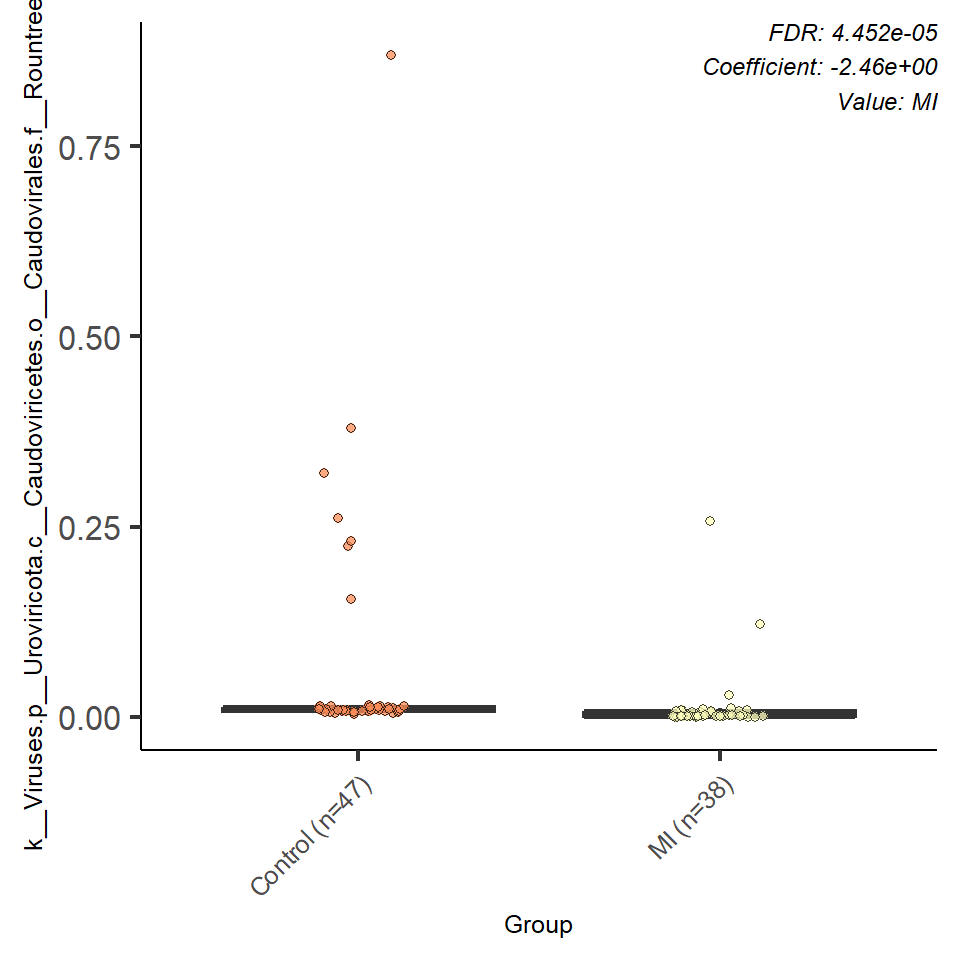 FDR: 4.452e-05
Coefficient: -2.46e+00
Value: MI
k__Viruses.p__Uroviricota.c__Caudoviricetes.o__Caudovirales.f__Rountree
0.75
0.50
0.25
0.00
Control (n=47)
MI (n=38)
Group